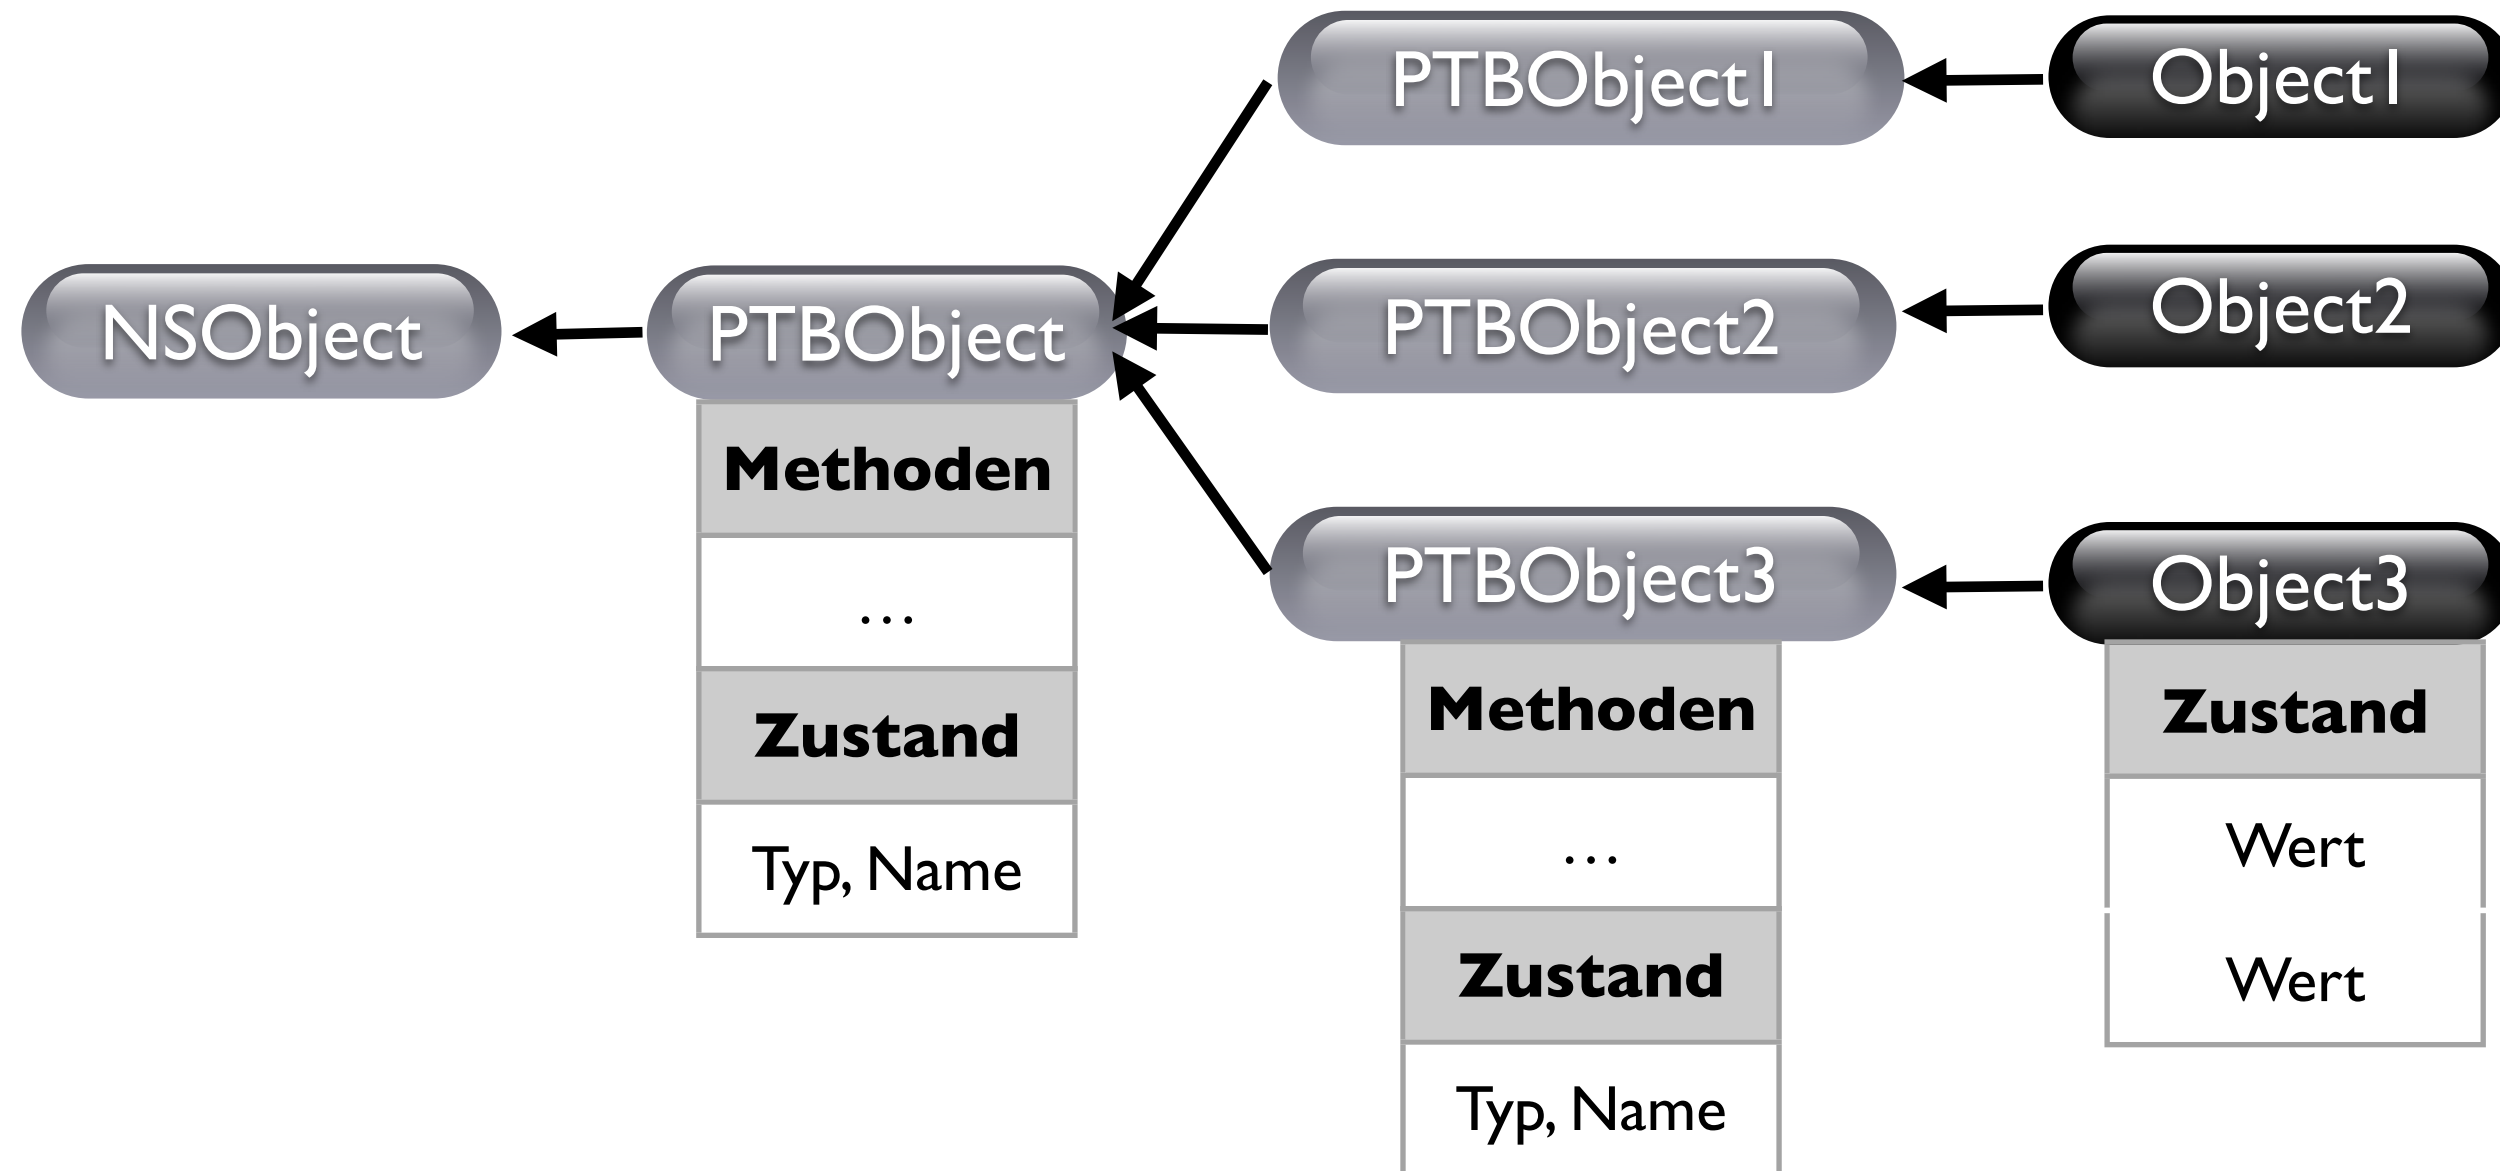 PTBObject1
Object1
NSObject
PTBObject
PTBObject2
Object2
Methoden
...
Zustand
Typ, Name
PTBObject3
Object3
Methoden
...
Zustand
Typ, Name
Zustand
Wert
Wert